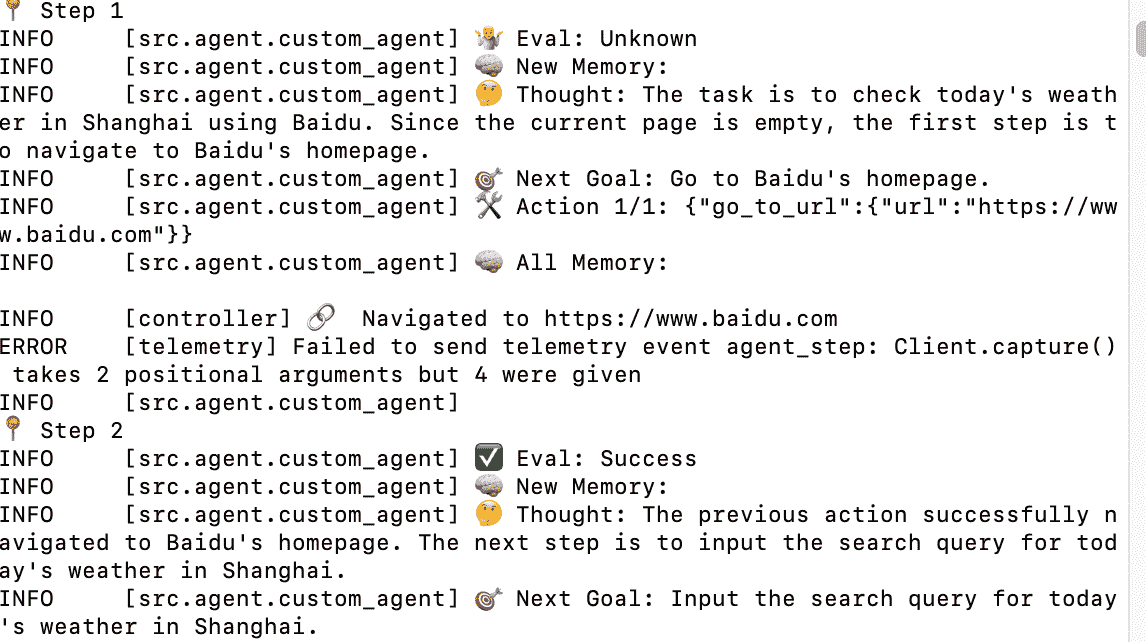 📍 Step 1
INFO     [src.agent.custom_agent] 🤷 Eval: Unknown
INFO     [src.agent.custom_agent] 🧠 New Memory:
INFO     [src.agent.custom_agent] 🤔 Thought: The task is to check today's weath
er in Shanghai using Baidu. Since the current page is empty, the first step is t
o navigate to Baidu's homepage.
INFO     [src.agent.custom_agent] 🎯 Next Goal: Go to Baidu's homepage.
INFO     [src.agent.custom_agent] 🛠️ Action 1/1: {"go_to_url":{"url":"https://ww
w.baidu.com"}}
INFO     [src.agent.custom_agent] 🧠 All Memory:
INFO     [controller] 🔗  Navigated to https://www.baidu.com
ERROR    [telemetry] Failed to send telemetry event agent_step: Client.capture()
 takes 2 positional arguments but 4 were given
INFO     [src.agent.custom_agent]
📍 Step 2
INFO     [src.agent.custom_agent] ✅ Eval: Success
INFO     [src.agent.custom_agent] 🧠 New Memory:
INFO     [src.agent.custom_agent] 🤔 Thought: The previous action successfully n
avigated to Baidu's homepage. The next step is to input the search query for tod
ay's weather in Shanghai.
INFO     [src.agent.custom_agent] 🎯 Next Goal: Input the search query for today
's weather in Shanghai.